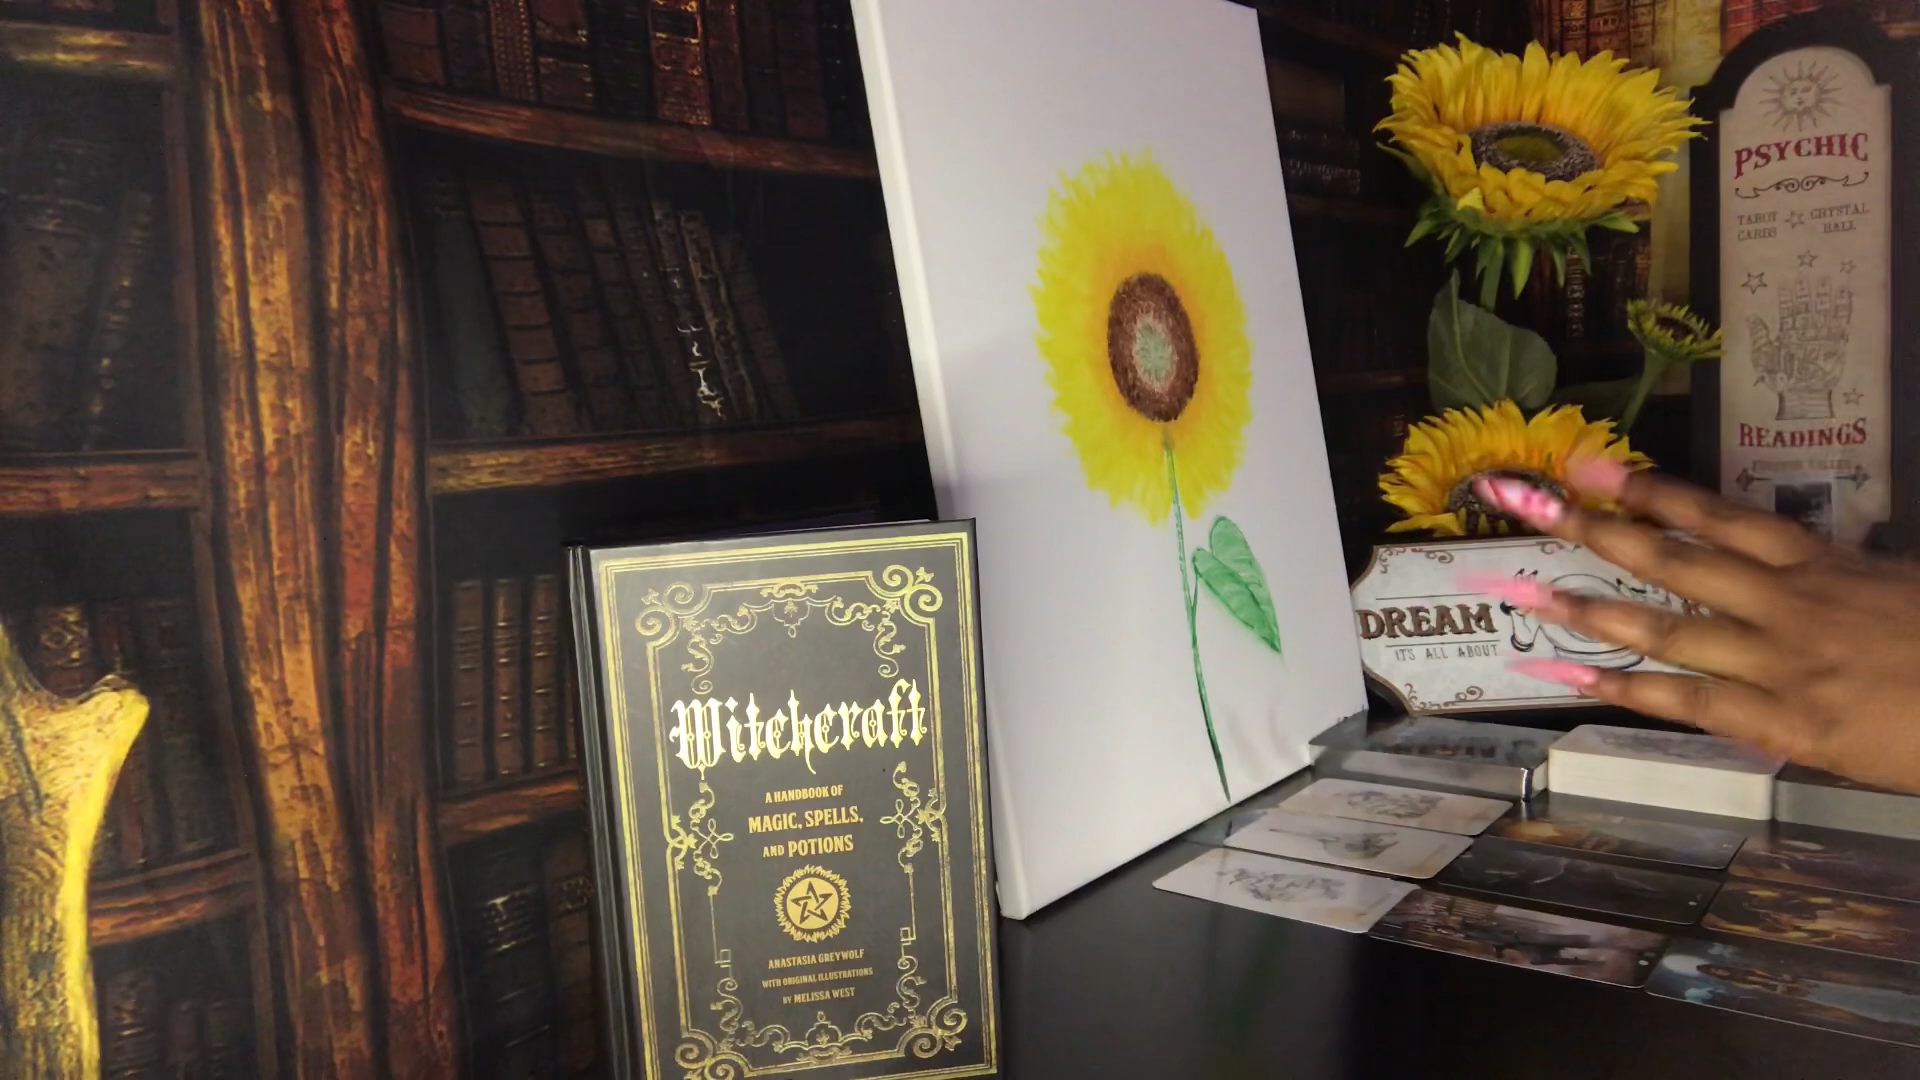 Witchcraft
A HANDBOOK OF
MAGIC, SPELLS,
AND POTIONS
ANASTASIA GREYWOLF
WITH ORIGINAL ILLUSTRATIONS
BY MELISSA WEST
PSYCHIC
TAROT CRYSTAL
CARDS BALL
READINGS
DREAM
IT'S ALL ABOUT